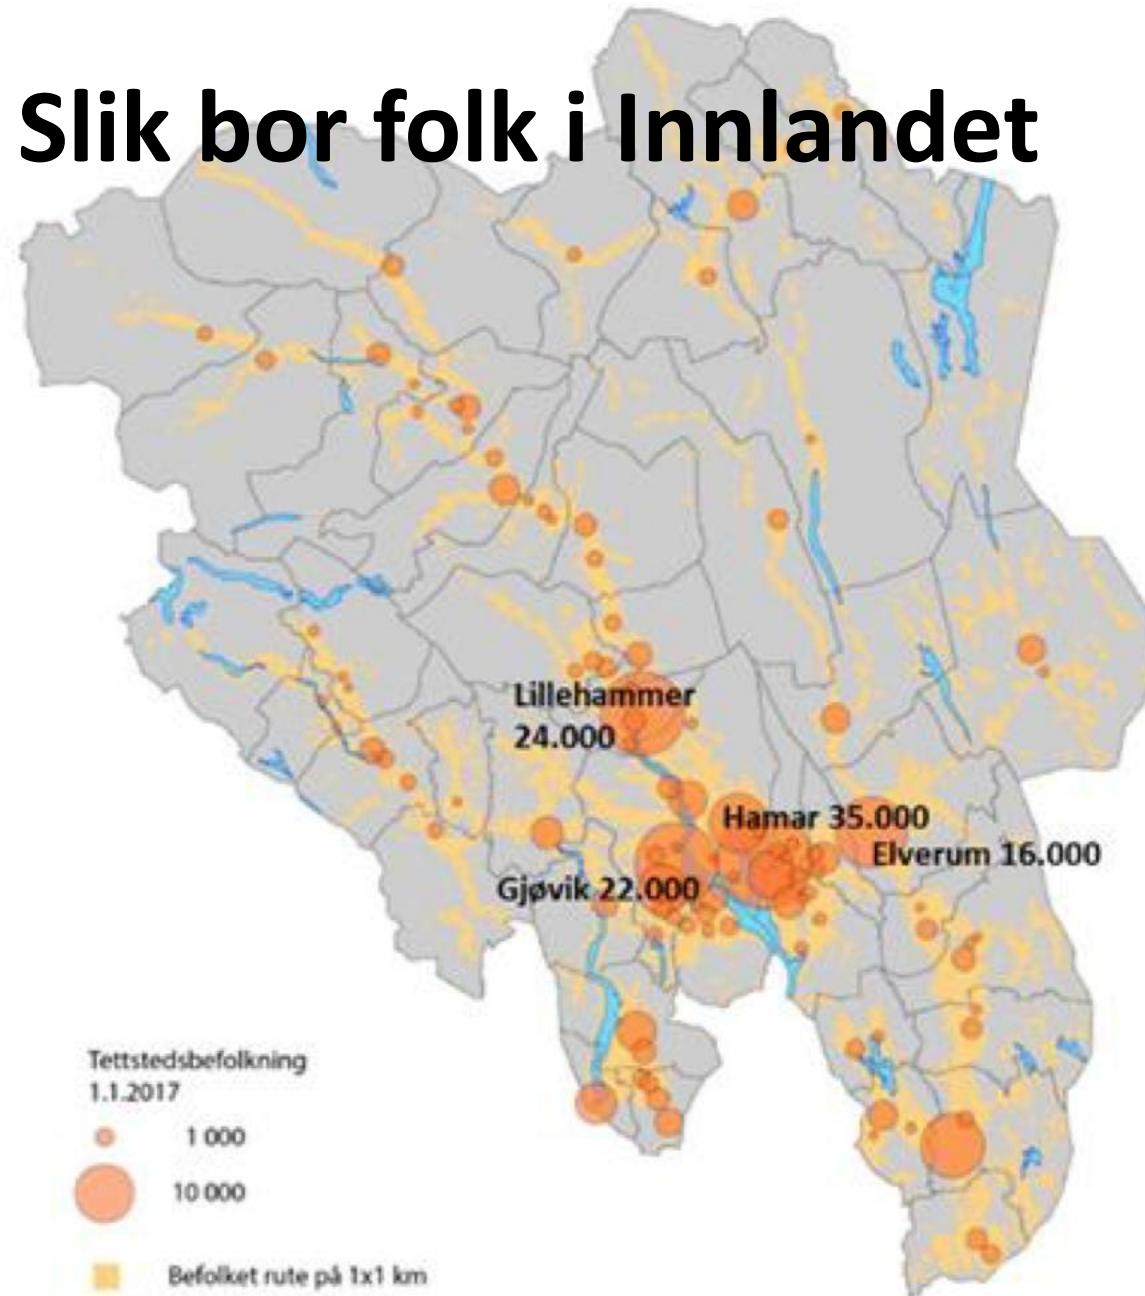 Slik bor folk i Innlandet
Lillehammer
24.000
Hamar 35.000
Elverum 16.000
Gjøvik 22.000
Tettstedsbefolkning
1.1.2017
1 000
10 000
Befolket rute på 1x1 km